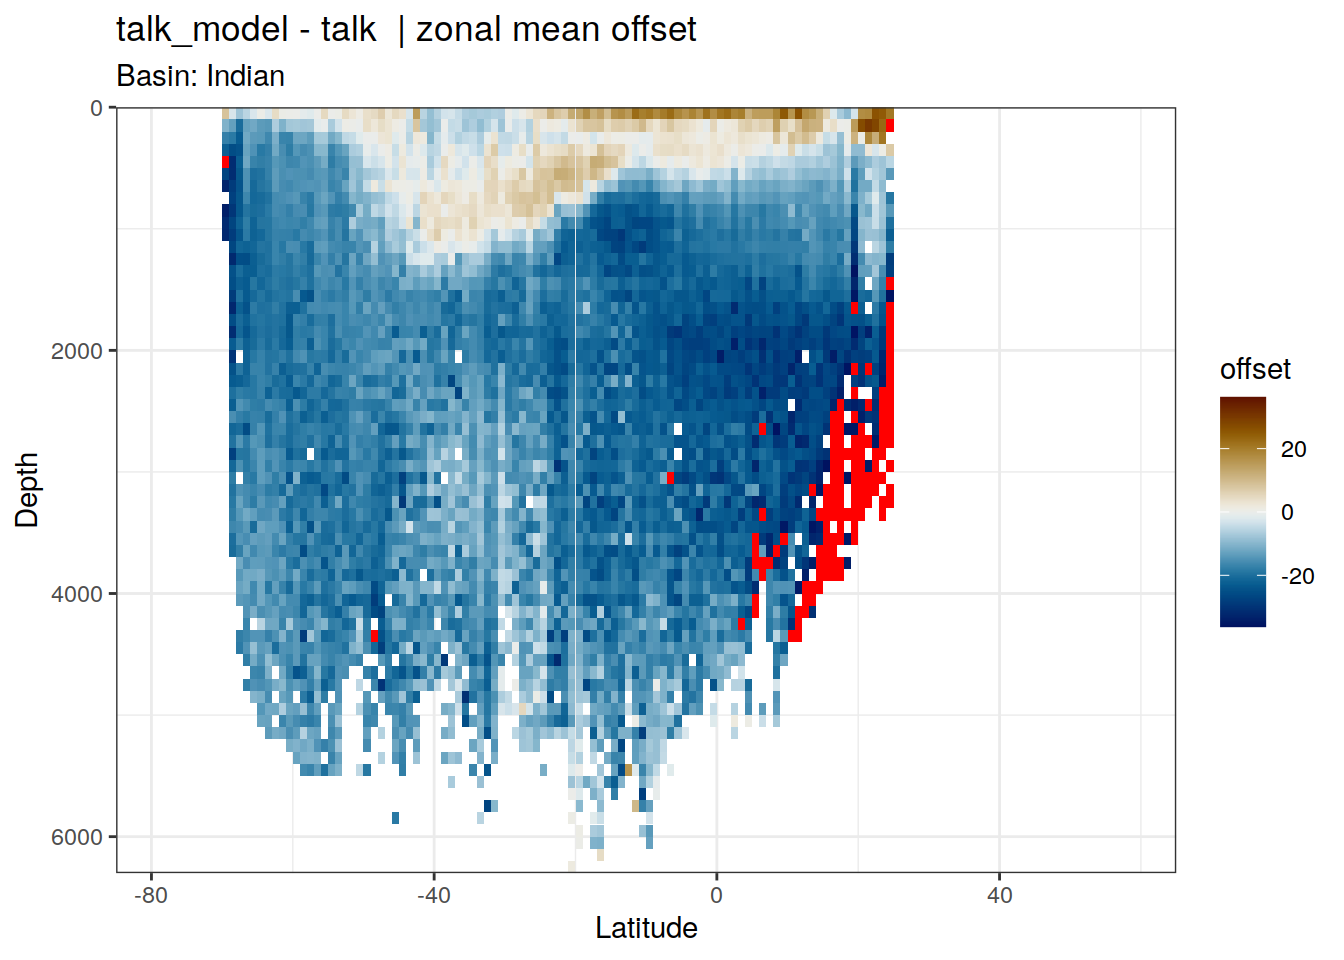 talk_model - talk  | zonal mean offset
Basin: Indian
0
2000
4000
6000
Depth
-80
-40
0
40
Latitude
offset
20
0
-20